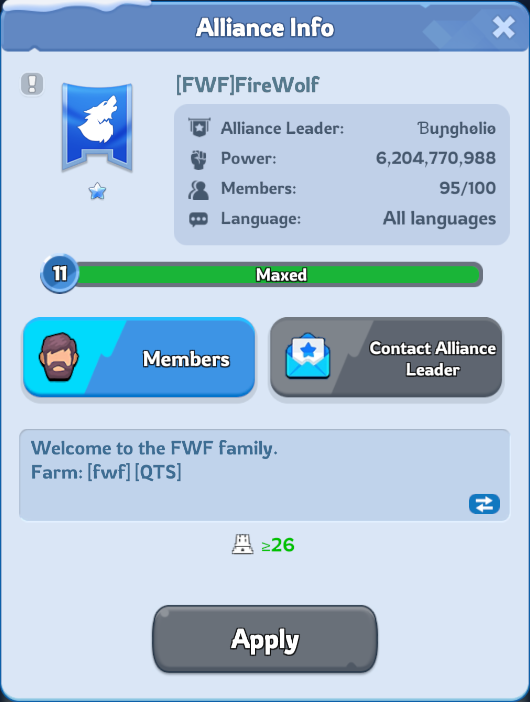 Alliance Info
[FWF]FireWolf
Alliance Leader: Ɓuηghσlισ
Power: 6,204,770,988
Members: 95/100
Language: All languages
11 Maxed
Members
Contact Alliance
Leader
Welcome to the FWF family.
Farm: [fwf] [QTS]
≥26
Apply